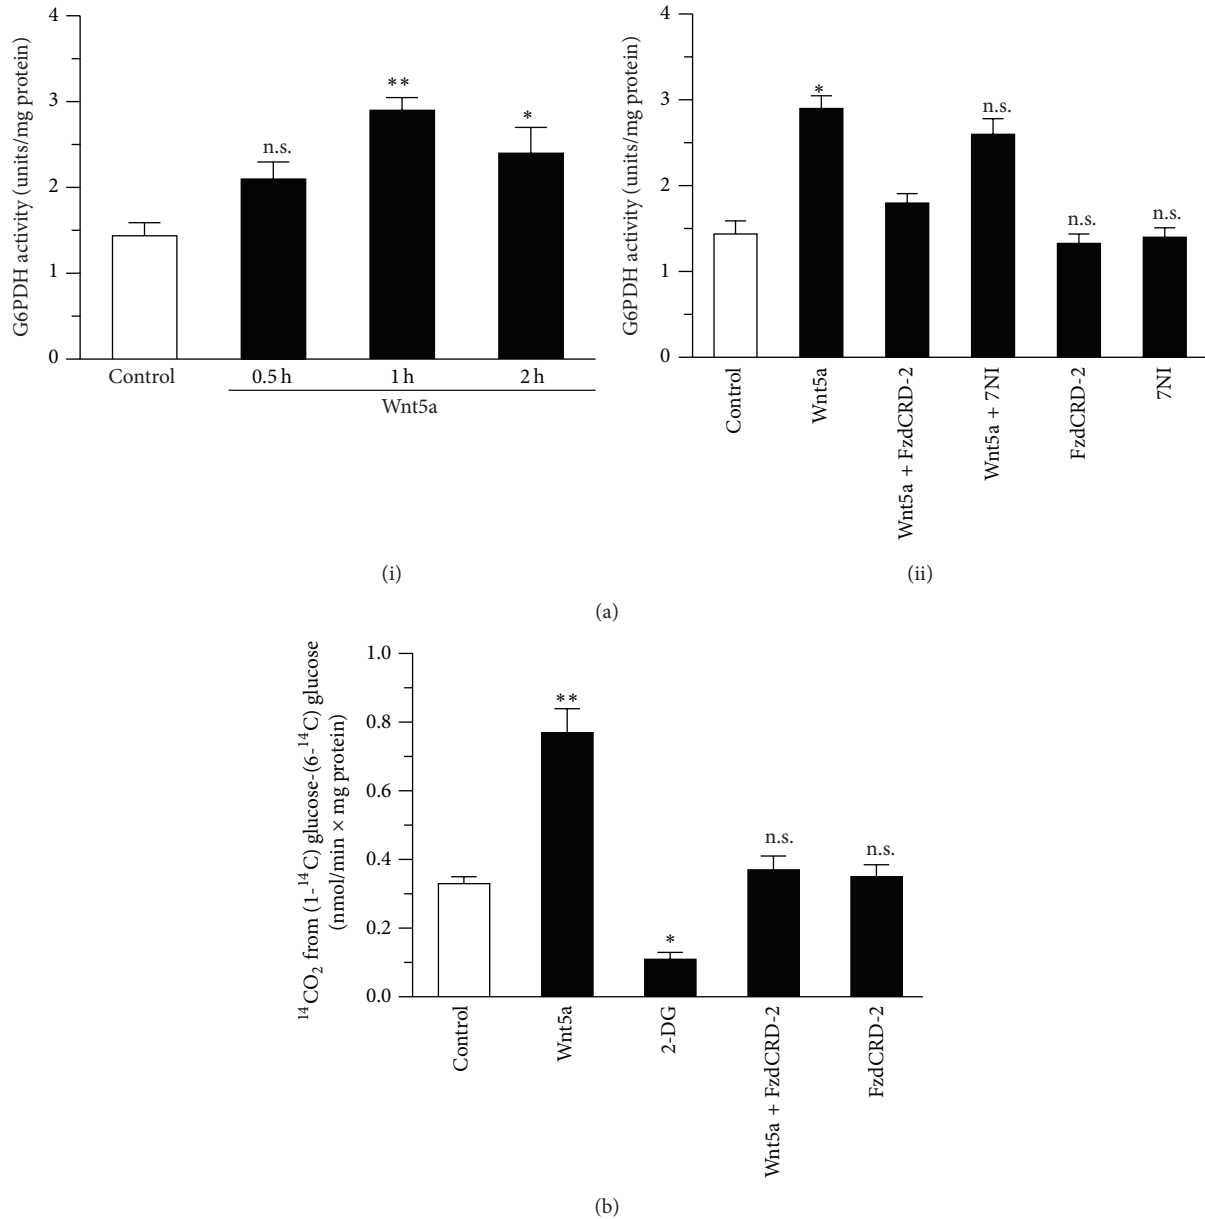 G6PDH activity (units/mg protein)
4
3
2
1
0
n.s.
**
*
Control
0.5 h
1 h
2 h
Wnt5a
(i)
G6PDH activity (units/mg protein)
4
3
2
1
0
*
n.s.
n.s.
n.s.
Control
Wnt5a
Wnt5a + FzdCRD-2
Wnt5a + 7NI
FzdCRD-2
7NI
(ii)
(a)
¹⁴CO₂ from (1-¹⁴C) glucose-(6-¹⁴C) glucose
(nmol/min × mg protein)
1.0
0.8
0.6
0.4
0.2
0.0
**
*
n.s.
n.s.
Control
Wnt5a
2-DG
Wnt5a + FzdCRD-2
FzdCRD-2
(b)